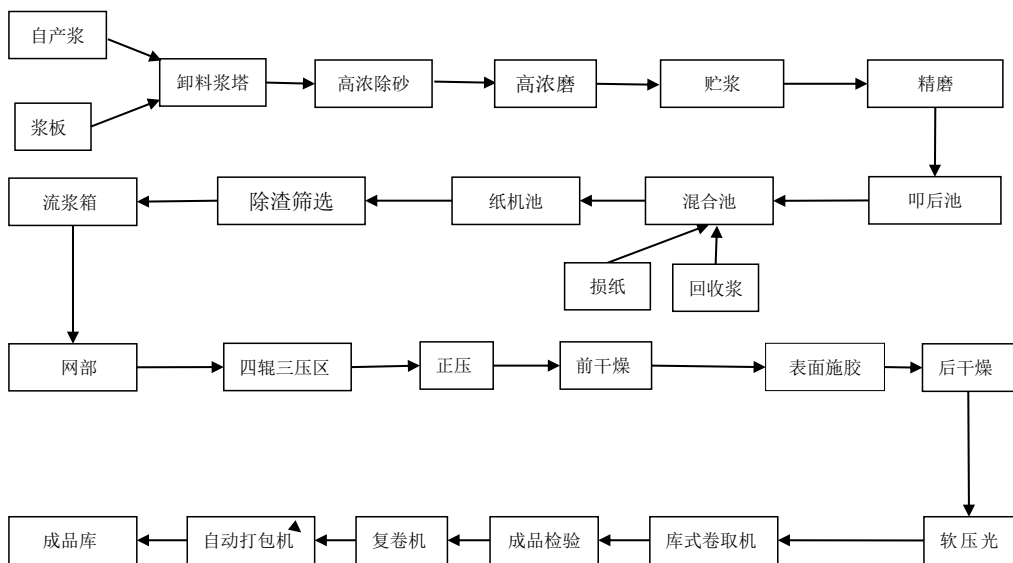 自产浆
浆板
卸料浆塔
高浓除砂
高浓磨
贮浆
精磨
叩后池
混合池
损纸
回收浆
纸机池
除渣筛选
流浆箱
网部
四辊三压区
正压
前干燥
表面施胶
后干燥
软压光
库式卷取机
成品检验
复卷机
自动打包机
成品库